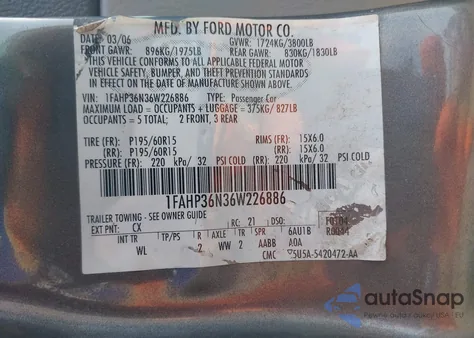 MFD. BY FORD MOTOR CO.
DATE: 03/06 GVWR: 1724KG/3800LB
FRONT GAWR: 896KG/1975LB REAR GAWR: 830KG/1830LB
THIS VEHICLE CONFORMS TO ALL APPLICABLE FEDERAL MOTOR
VEHICLE SAFETY, BUMPER, AND THEFT PREVENTION STANDARDS
IN EFFECT ON THE DATE OF MANUFACTURE SHOWN ABOVE.
VIN: 1FAHP36N36W226886 TYPE: Passenger Car
MAXIMUM LOAD = OCCUPANTS + LUGGAGE = 375KG/ 827LB
OCCUPANTS = 5 TOTAL: 2 FRONT, 3 REAR
TIRE (FR): P195/60R15 RIMS (FR): 15X6.0
(RR): P195/60R15 (RR): 15X6.0
PRESSURE (FR): 220 kPa/ 32 PSI COLD (RR): 220 kPa/ 32 PSI COLD
1FAHP36N36W226886
TRAILER TOWING - SEE OWNER GUIDE
EXT PNT: CX RC: 21 DSO: F0104
INT TR TP/PS R AXLE TR SPR 6AU1B
WL 2 WW 2 AABB AQA
CMC 5U5A-5420472-AA
autoSnap